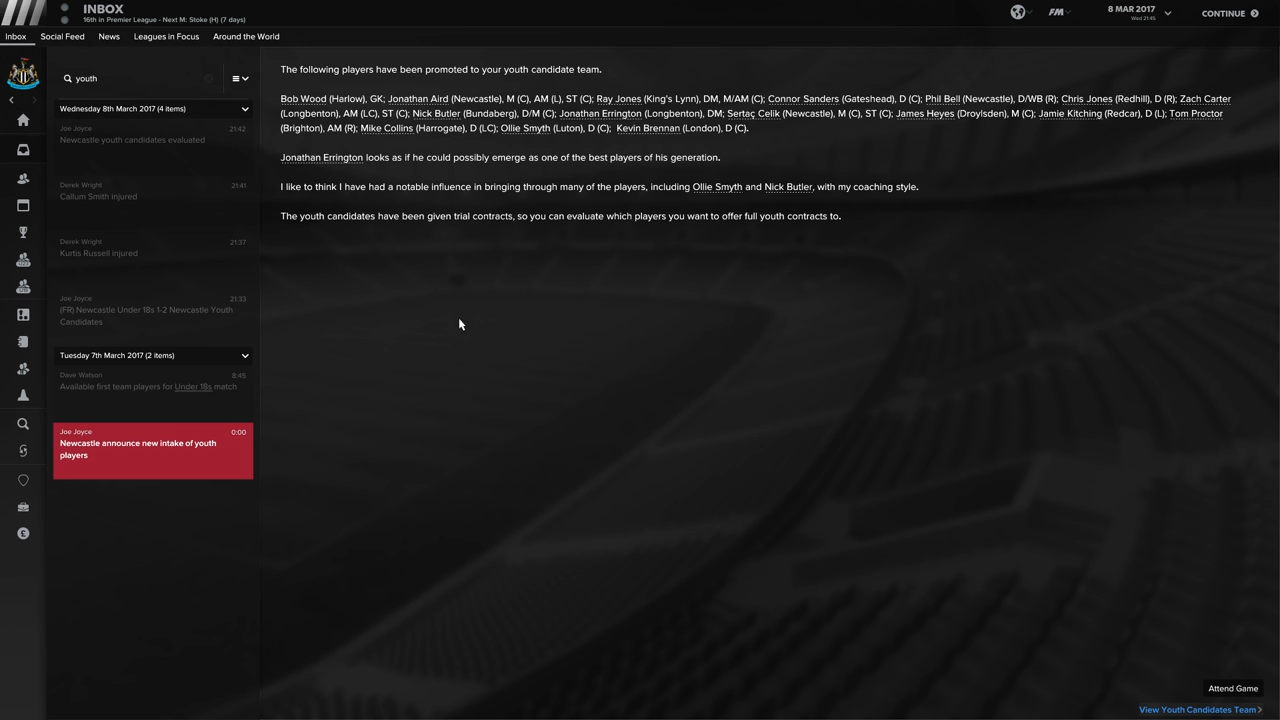 INBOX
16th in Premier League - Next M: Stoke (H) (7 days)
FM
8 MAR 2017
Wed 21:45
CONTINUE
Inbox Social Feed News Leagues in Focus Around the World
youth
Wednesday 8th March 2017 (4 items)
Joe Joyce 21:42
Newcastle youth candidates evaluated
Derek Wright 21:41
Callum Smith injured
Derek Wright 21:37
Kurtis Russell injured
Joe Joyce 21:33
(FR) Newcastle Under 18s 1-2 Newcastle Youth
Candidates
Tuesday 7th March 2017 (2 items)
Dave Watson 8:45
Available first team players for Under 18s match
Joe Joyce 0:00
Newcastle announce new intake of youth
players
The following players have been promoted to your youth candidate team.
Bob Wood (Harlow), GK; Jonathan Aird (Newcastle), M (C), AM (L), ST (C); Ray Jones (King's Lynn), DM, M/AM (C); Connor Sanders (Gateshead), D (C); Phil Bell (Newcastle), D/WB (R); Chris Jones (Redhill), D (R); Zach Carter
(Longbenton), AM (LC), ST (C); Nick Butler (Bundaberg), D/M (C); Jonathan Errington (Longbenton), DM; Sertaç Celik (Newcastle), M (C), ST (C); James Heyes (Droylsden), M (C); Jamie Kitching (Redcar), D (L); Tom Proctor
(Brighton), AM (R); Mike Collins (Harrogate), D (LC); Ollie Smyth (Luton), D (C); Kevin Brennan (London), D (C).
Jonathan Errington looks as if he could possibly emerge as one of the best players of his generation.
I like to think I have had a notable influence in bringing through many of the players, including Ollie Smyth and Nick Butler, with my coaching style.
The youth candidates have been given trial contracts, so you can evaluate which players you want to offer full youth contracts to.
Attend Game
View Youth Candidates Team >